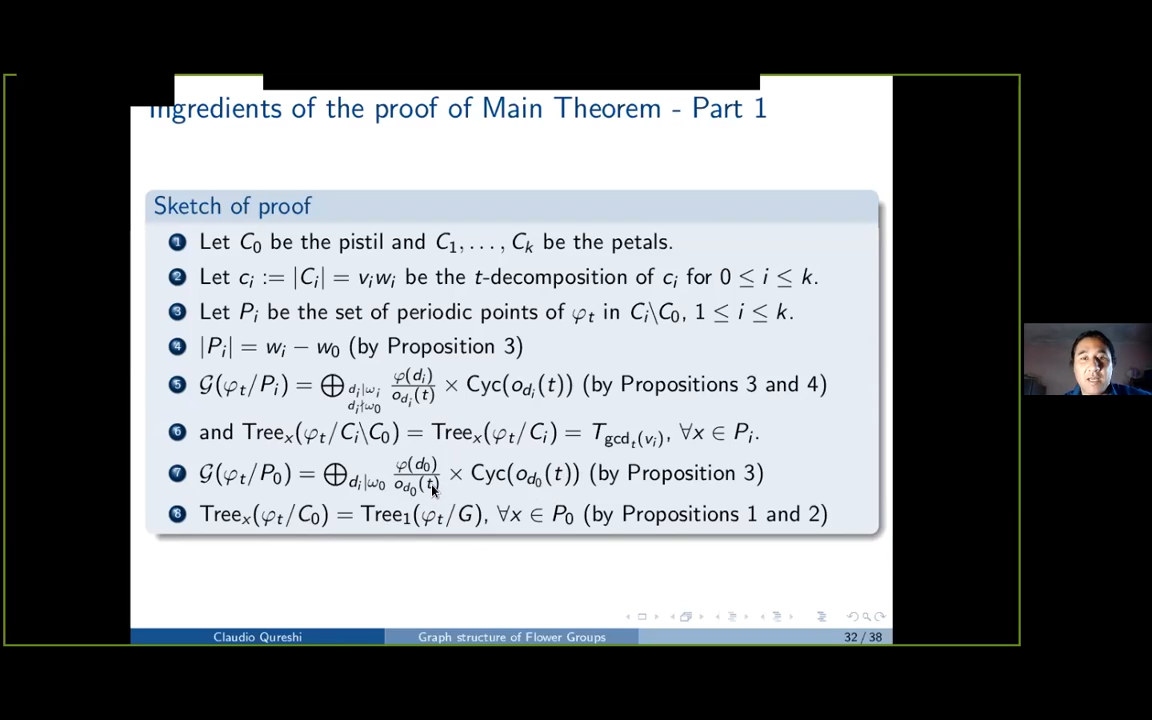 Ingredients of the proof of Main Theorem - Part 1
Sketch of proof
1 Let C₀ be the pistil and C₁, . . . , Cₖ be the petals.
2 Let cᵢ := |Cᵢ| = vᵢwᵢ be the t-decomposition of cᵢ for 0 ≤ i ≤ k.
3 Let Pᵢ be the set of periodic points of φₜ in Cᵢ\C₀, 1 ≤ i ≤ k.
4 |Pᵢ| = wᵢ − w₀ (by Proposition 3)
5 𝒢(φₜ/Pᵢ) = ⨁_{dᵢ|ωᵢ, dᵢ∤ω₀} φ(dᵢ)/o_{dᵢ}(t) × Cyc(o_{dᵢ}(t)) (by Propositions 3 and 4)
6 and Treeₓ(φₜ/Cᵢ\C₀) = Treeₓ(φₜ/Cᵢ) = T_{gcdₜ(vᵢ)}, ∀x ∈ Pᵢ.
7 𝒢(φₜ/P₀) = ⨁_{dᵢ|ω₀} φ(d₀)/o_{d₀}(t) × Cyc(o_{d₀}(t)) (by Proposition 3)
8 Treeₓ(φₜ/C₀) = Tree₁(φₜ/G), ∀x ∈ P₀ (by Propositions 1 and 2)
Claudio Qureshi Graph structure of Flower Groups 32 / 38